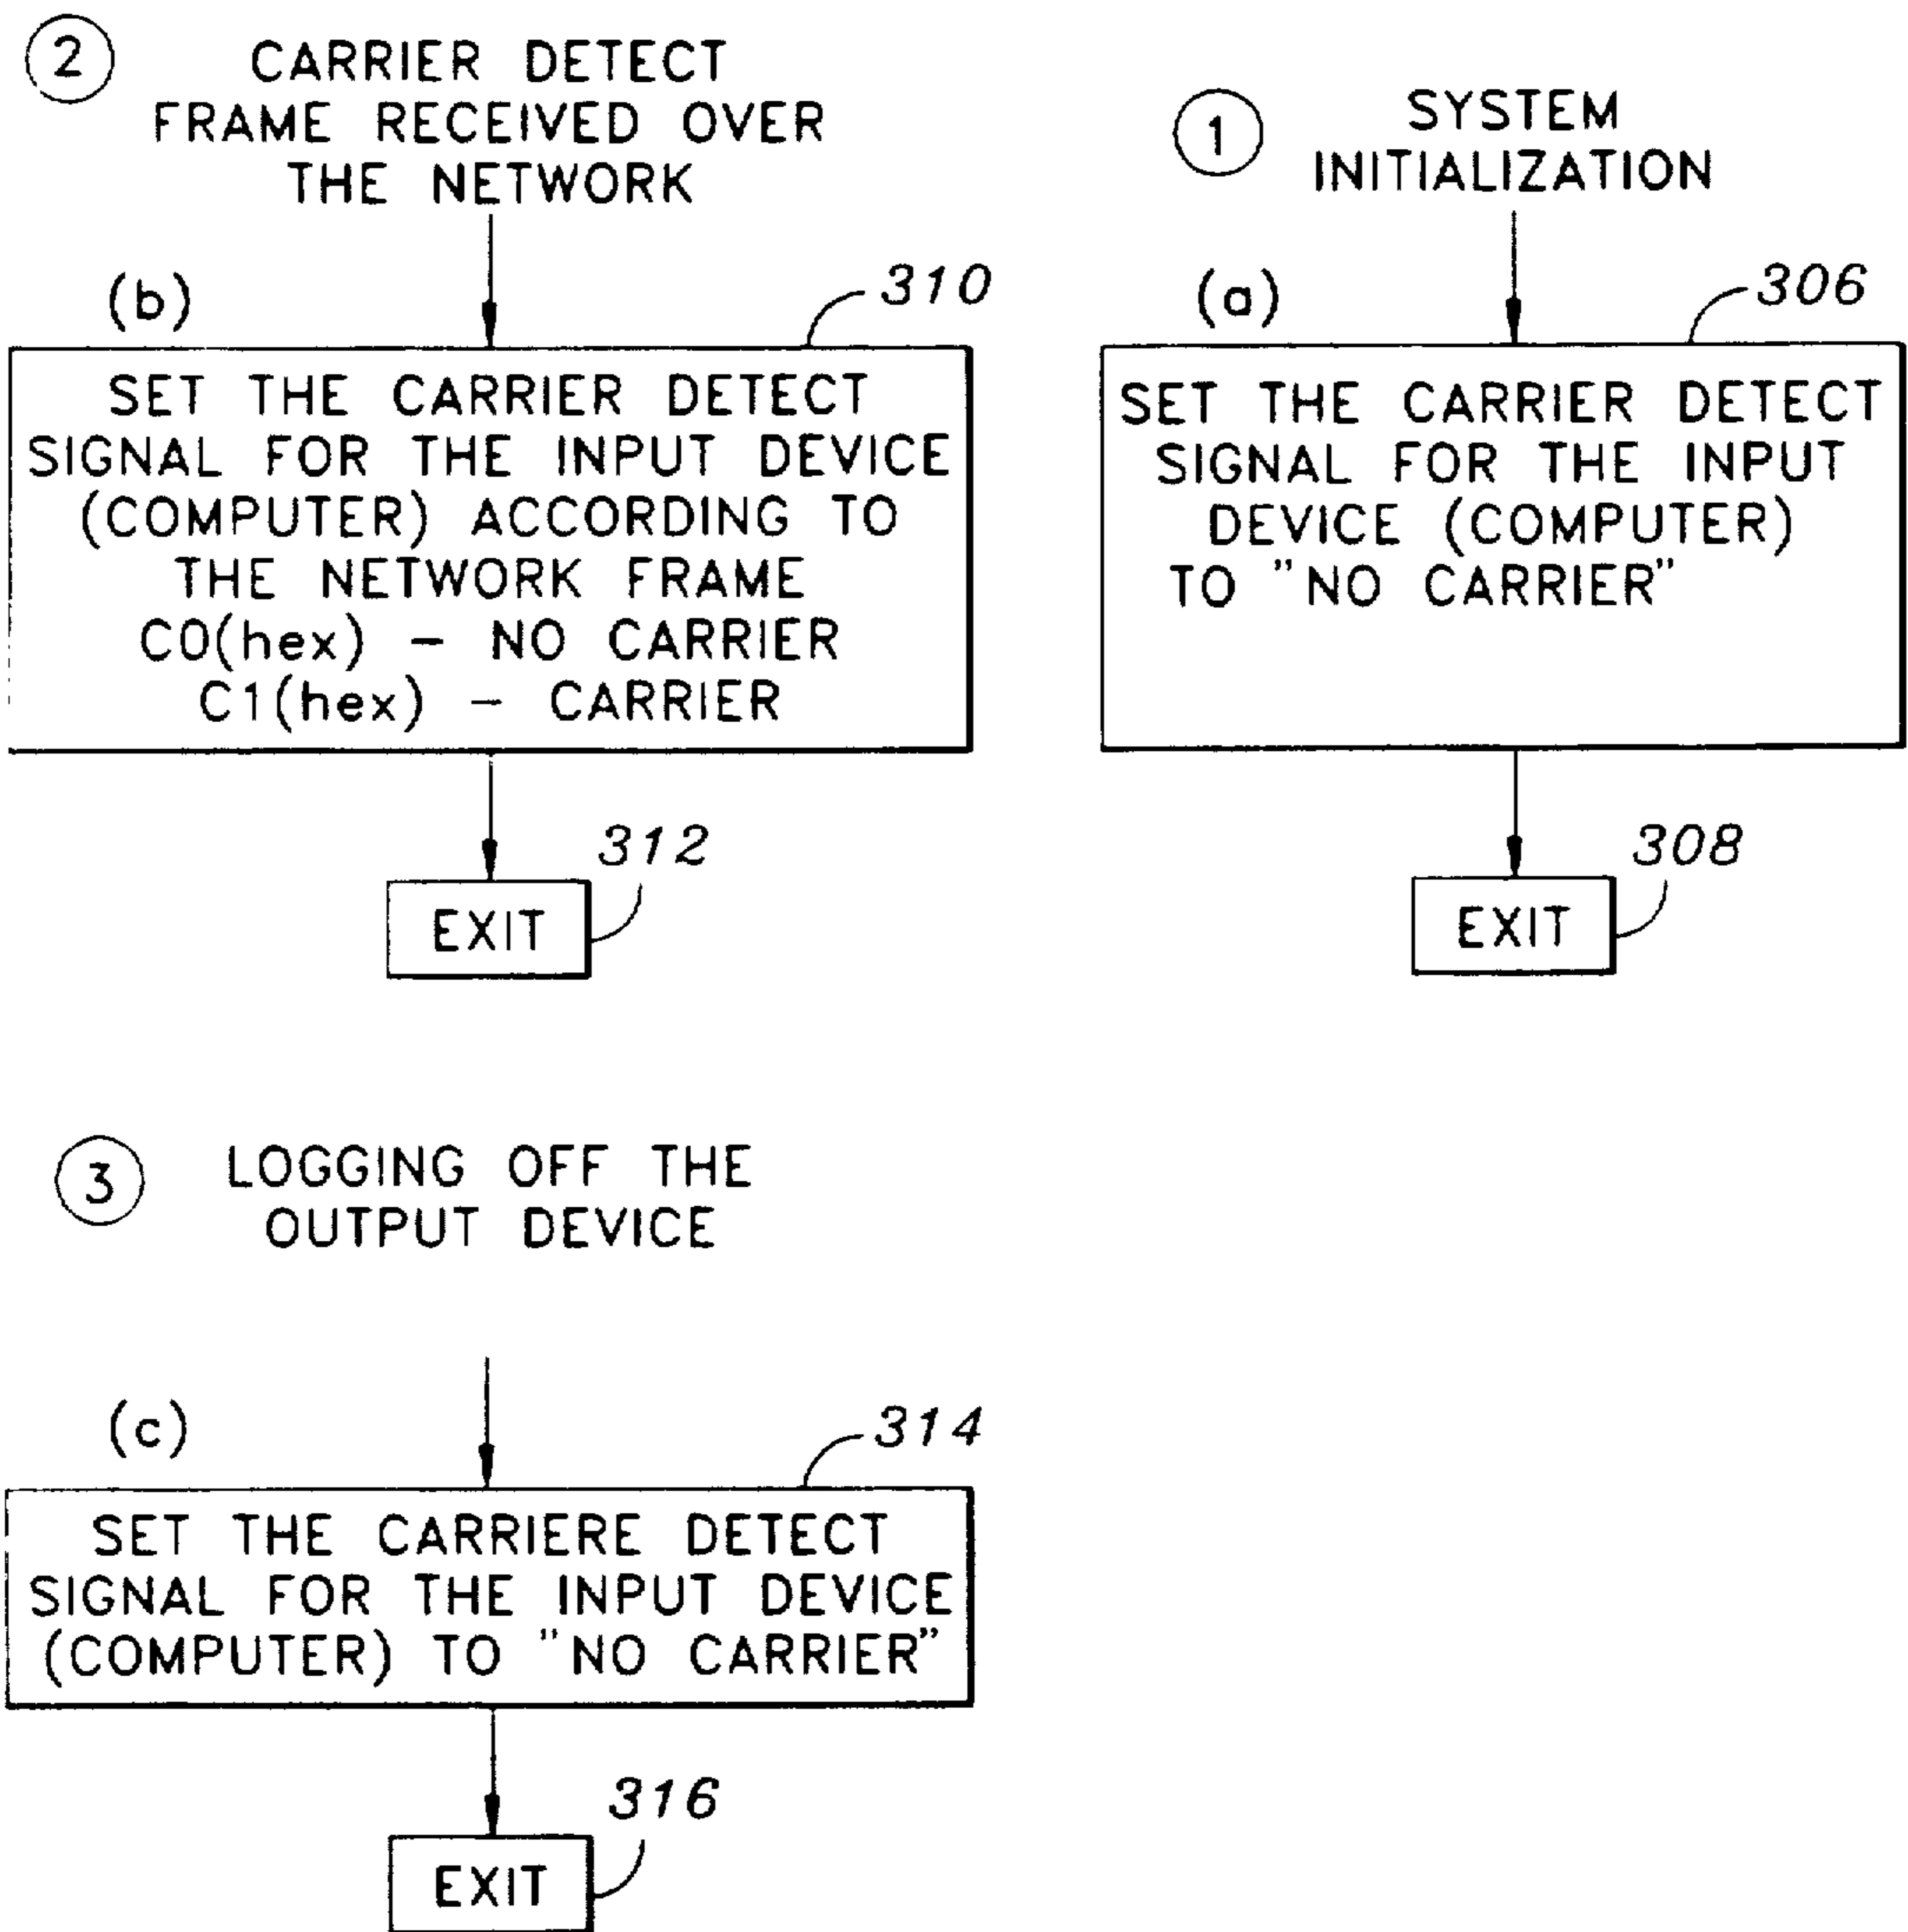 2
CARRIER DETECT
FRAME RECEIVED OVER
THE NETWORK
(b)
310
SET THE CARRIER DETECT
SIGNAL FOR THE INPUT DEVICE
(COMPUTER) ACCORDING TO
THE NETWORK FRAME
C0(hex) – NO CARRIER
C1(hex) – CARRIER
312
EXIT
1
SYSTEM
INITIALIZATION
(a)
306
SET THE CARRIER DETECT
SIGNAL FOR THE INPUT
DEVICE (COMPUTER)
TO "NO CARRIER"
308
EXIT
3
LOGGING OFF THE
OUTPUT DEVICE
(c)
314
SET THE CARRIERE DETECT
SIGNAL FOR THE INPUT DEVICE
(COMPUTER) TO "NO CARRIER"
316
EXIT